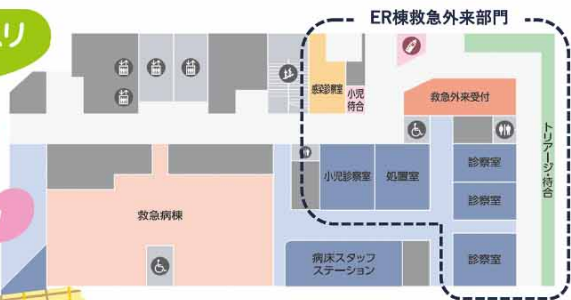 ER棟救急外来部門
感染診察室
小児
待合
救急外来受付
トリアージ・待合
小児診察室
処置室
診察室
診察室
救急病棟
病床スタッフ
ステーション
診察室